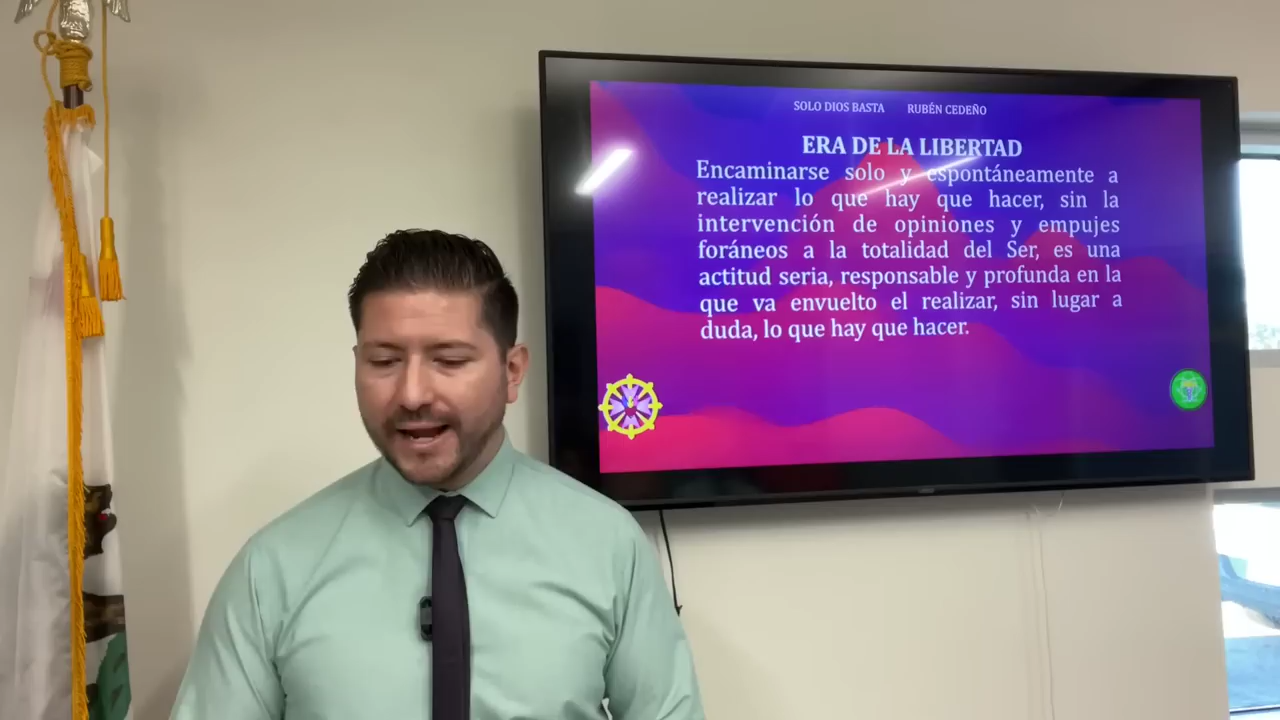 SOLO DIOS BASTA RUBÉN CEDEÑO
ERA DE LA LIBERTAD
Encaminarse solo y espontáneamente a
realizar lo que hay que hacer, sin la
intervención de opiniones y empujes
foráneos a la totalidad del Ser, es una
actitud seria, responsable y profunda en la
que va envuelto el realizar, sin lugar a
duda, lo que hay que hacer.